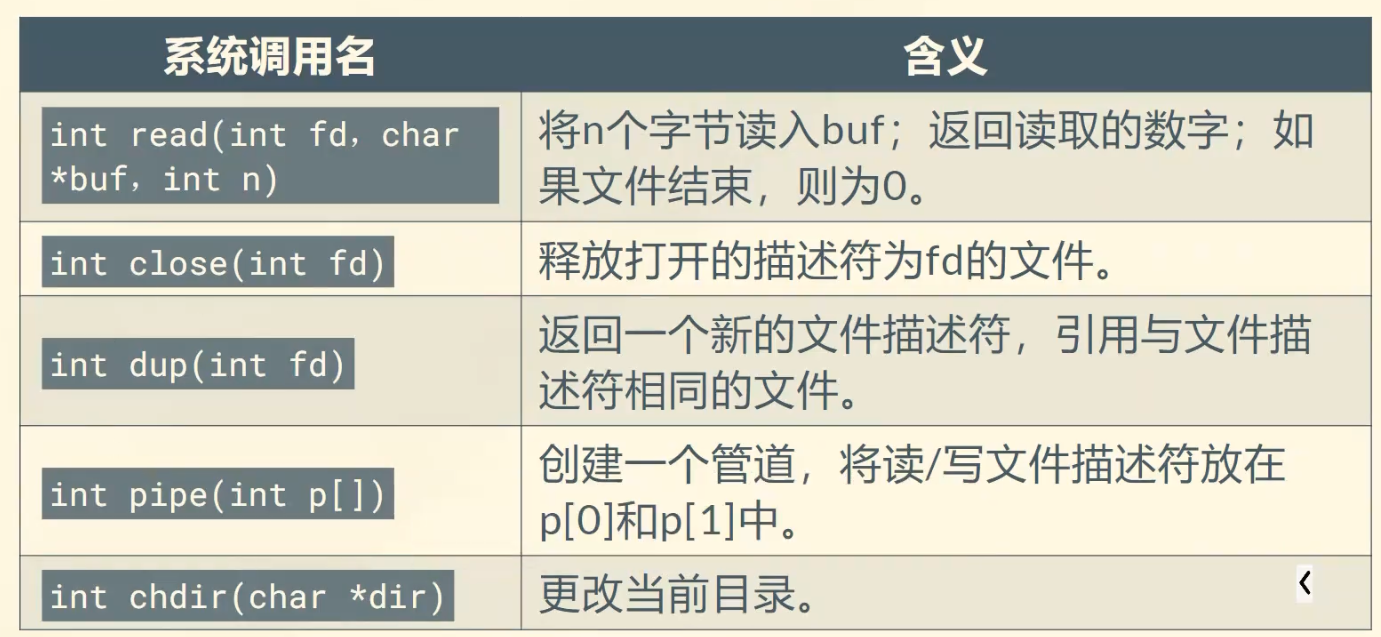 系统调用名
含义
int read(int fd，char
*buf，int n)
将n个字节读入buf；返回读取的数字；如
果文件结束，则为0。
int close(int fd)
释放打开的描述符为fd的文件。
int dup(int fd)
返回一个新的文件描述符，引用与文件描
述符相同的文件。
int pipe(int p[])
创建一个管道，将读/写文件描述符放在
p[0]和p[1]中。
int chdir(char *dir)
更改当前目录。